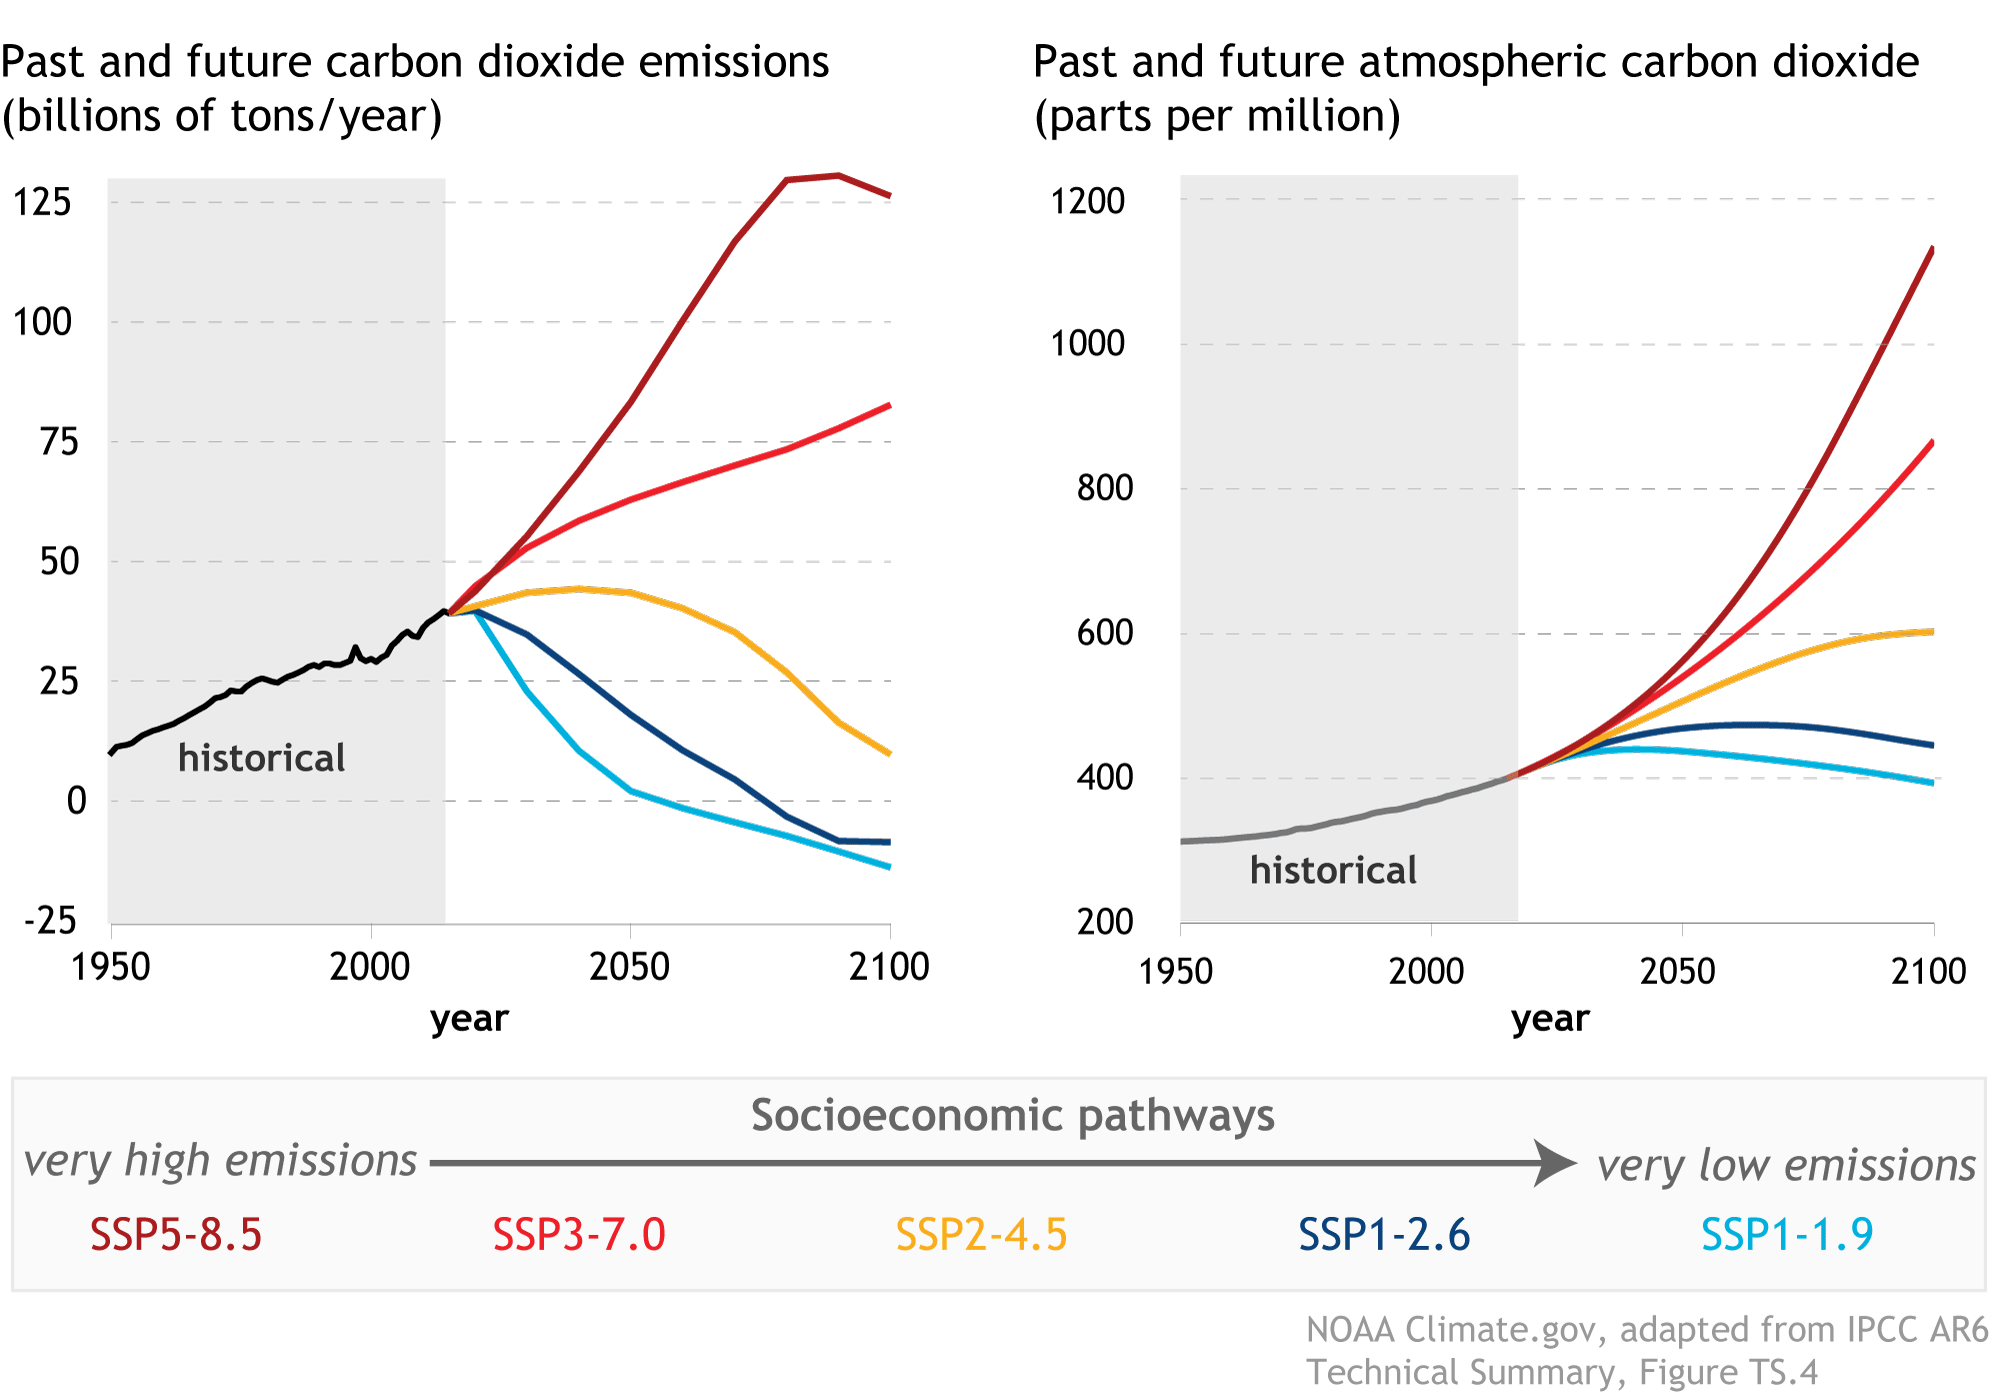 Past and future carbon dioxide emissions
(billions of tons/year)
125
100
75
50
25
0
-25
historical
1950 2000 2050 2100
year
Past and future atmospheric carbon dioxide
(parts per million)
1200
1000
800
600
400
200
historical
1950 2000 2050 2100
year
Socioeconomic pathways
very high emissions very low emissions
SSP5-8.5 SSP3-7.0 SSP2-4.5 SSP1-2.6 SSP1-1.9
NOAA Climate.gov, adapted from IPCC AR6
Technical Summary, Figure TS.4